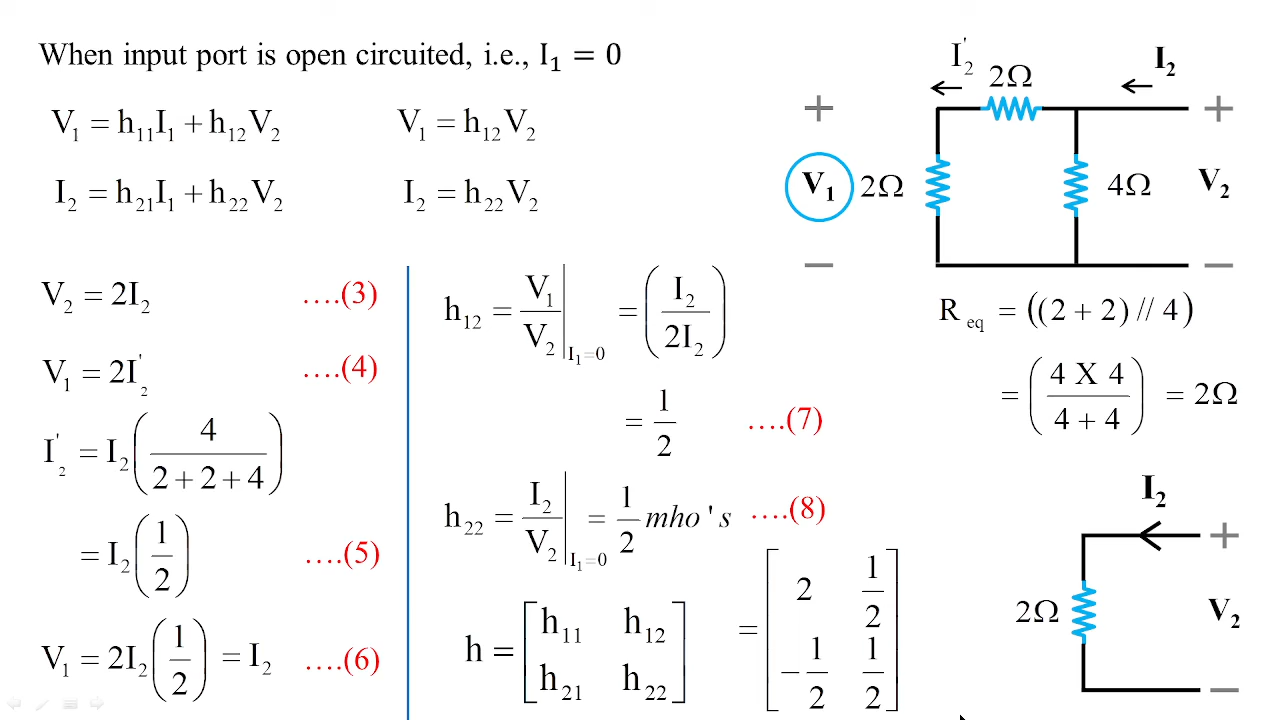 When input port is open circuited, i.e., I₁ = 0
V₁ = h₁₁I₁ + h₁₂V₂
V₁ = h₁₂V₂
I₂ = h₂₁I₁ + h₂₂V₂
I₂ = h₂₂V₂
V₂ = 2I₂ ....(3)
V₁ = 2I₂' ....(4)
I₂' = I₂(4/(2+2+4))
= I₂(1/2) ....(5)
V₁ = 2I₂(1/2) = I₂ ....(6)
h₁₂ = V₁/V₂ |I₁=0 = (I₂/2I₂)
= 1/2 ....(7)
h₂₂ = I₂/V₂ |I₁=0 = 1/2 mho's ....(8)
h = [h₁₁ h₁₂
h₂₁ h₂₂]
= [2 1/2
−1/2 1/2]
I₂'
2Ω
I₂
+
+
V₁
2Ω
4Ω
V₂
−
−
R eq = ((2 + 2) // 4)
= (4 X 4 / 4 + 4) = 2Ω
I₂
+
2Ω
V₂
−